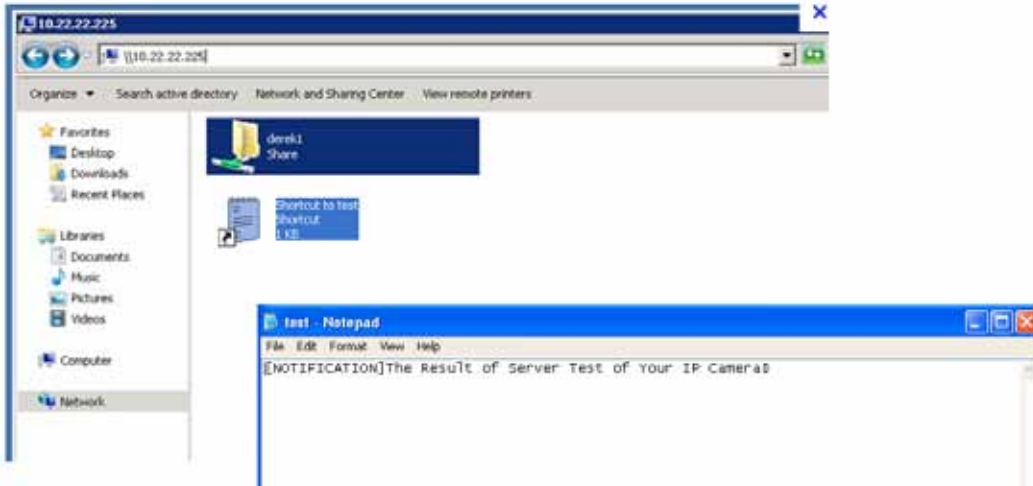 10.22.22.225
\\10.22.22.225
Organize Search active directory Network and Sharing Center View remote printers
Favorites
Desktop
Downloads
Recent Places
Libraries
Documents
Music
Pictures
Videos
Computer
Network
derek1
Share
Shortcut to test
Shortcut
1 KB
test - Notepad
File Edit Format View Help
[NOTIFICATION]The Result of Server Test of Your IP Camera